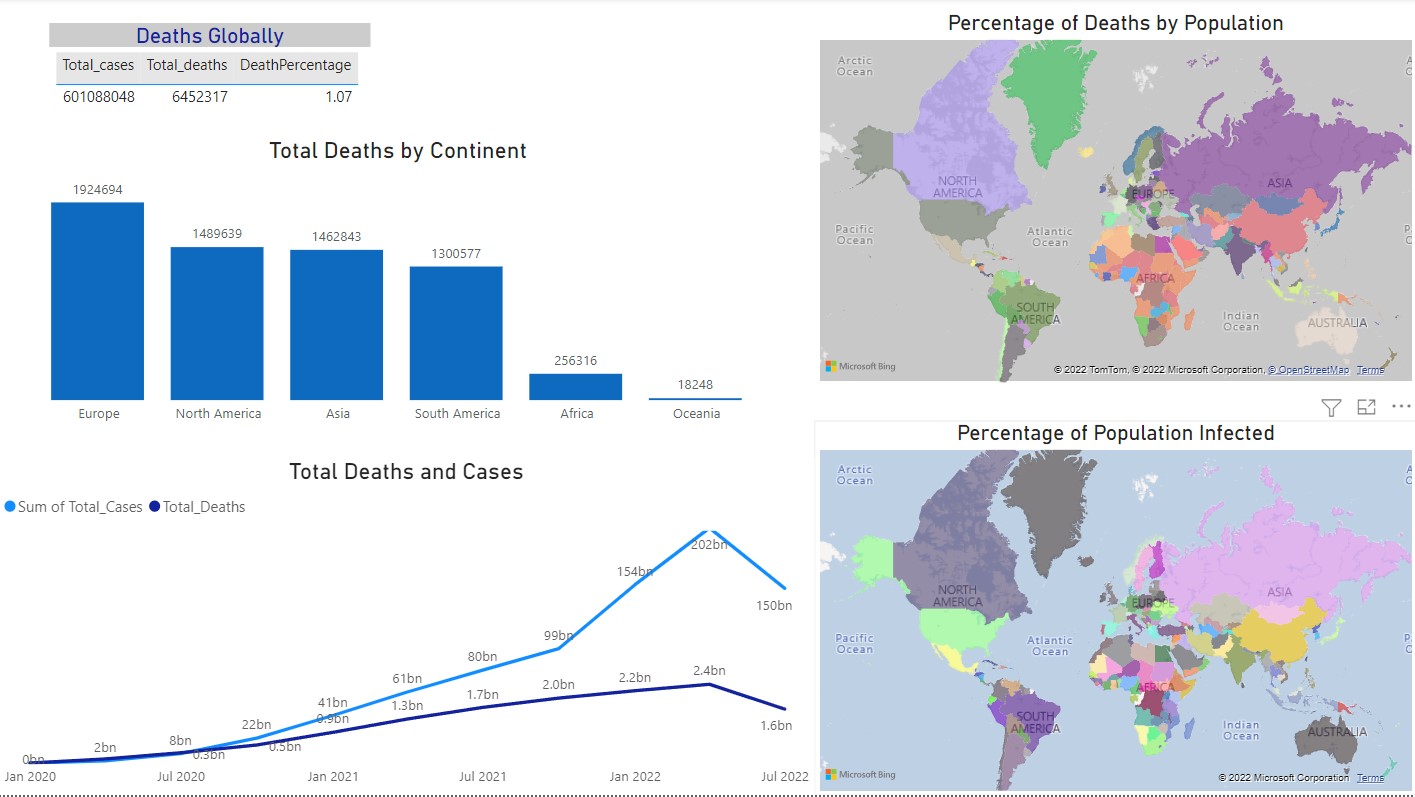 Deaths Globally
Total_cases Total_deaths DeathPercentage
601088048 6452317 1.07
Total Deaths by Continent
1924694
1489639
1462843
1300577
256316
18248
Europe North America Asia South America Africa Oceania
Total Deaths and Cases
Sum of Total_Cases Total_Deaths
0bn
2bn
8bn
22bn
41bn
61bn
80bn
99bn
154bn
202bn
150bn
0.3bn
0.5bn
0.9bn
1.3bn
1.7bn
2.0bn
2.2bn
2.4bn
1.6bn
Jan 2020 Jul 2020 Jan 2021 Jul 2021 Jan 2022 Jul 2022
Percentage of Deaths by Population
Arctic
Ocean
NORTH
AMERICA
EUROPE
ASIA
Pacific
Ocean
Atlantic
Ocean
AFRICA
SOUTH
AMERICA
Indian
Ocean
AUSTRALIA
Microsoft Bing
© 2022 TomTom, © 2022 Microsoft Corporation, © OpenStreetMap Terms
Percentage of Population Infected
Arctic
Ocean
NORTH
AMERICA
EUROPE
ASIA
Pacific
Ocean
Atlantic
Ocean
AFRICA
SOUTH
AMERICA
Indian
Ocean
AUSTRALIA
Microsoft Bing
© 2022 Microsoft Corporation Terms